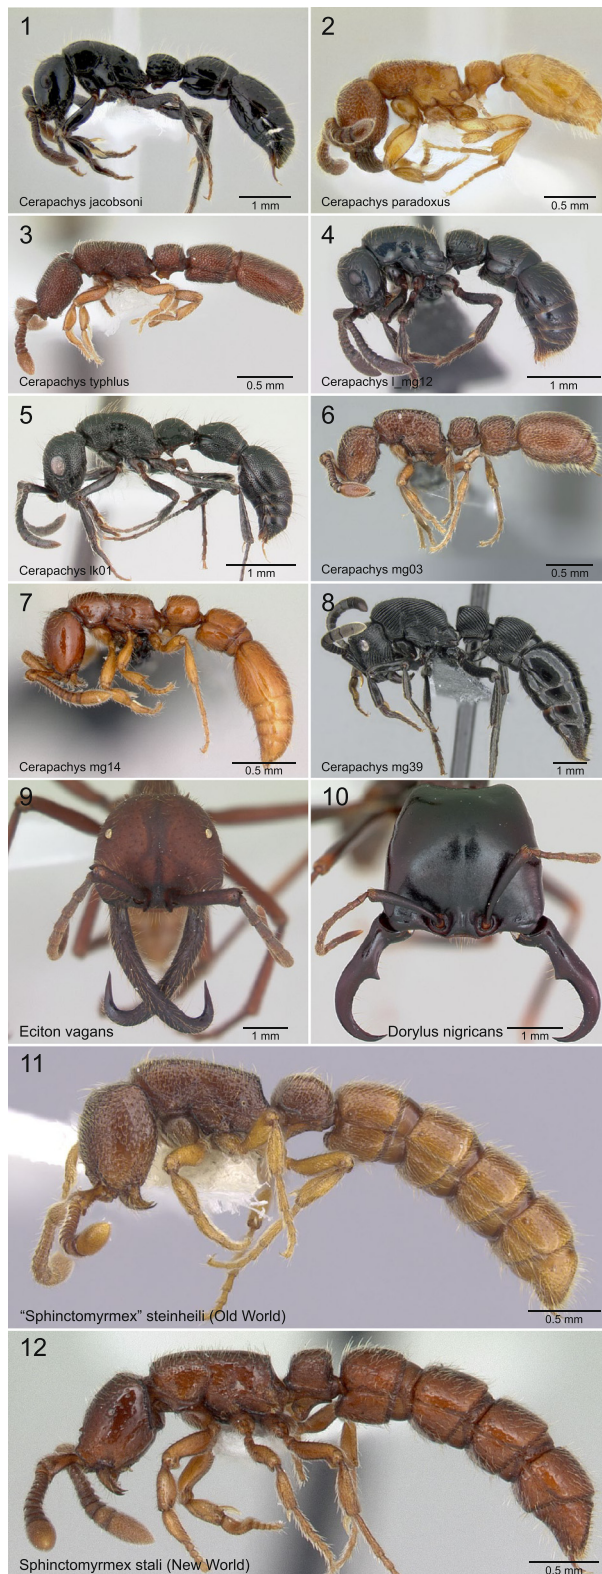 1
Cerapachys jacobsoni
1 mm
2
Cerapachys paradoxus
0.5 mm
3
Cerapachys typhlus
0.5 mm
4
Cerapachys l_mg12
1 mm
5
Cerapachys lk01
1 mm
6
Cerapachys mg03
0.5 mm
7
Cerapachys mg14
0.5 mm
8
Cerapachys mg39
1 mm
9
Eciton vagans
1 mm
10
Dorylus nigricans
1 mm
11
“Sphinctomyrmex” steinheili (Old World)
0.5 mm
12
Sphinctomyrmex stali (New World)
0.5 mm